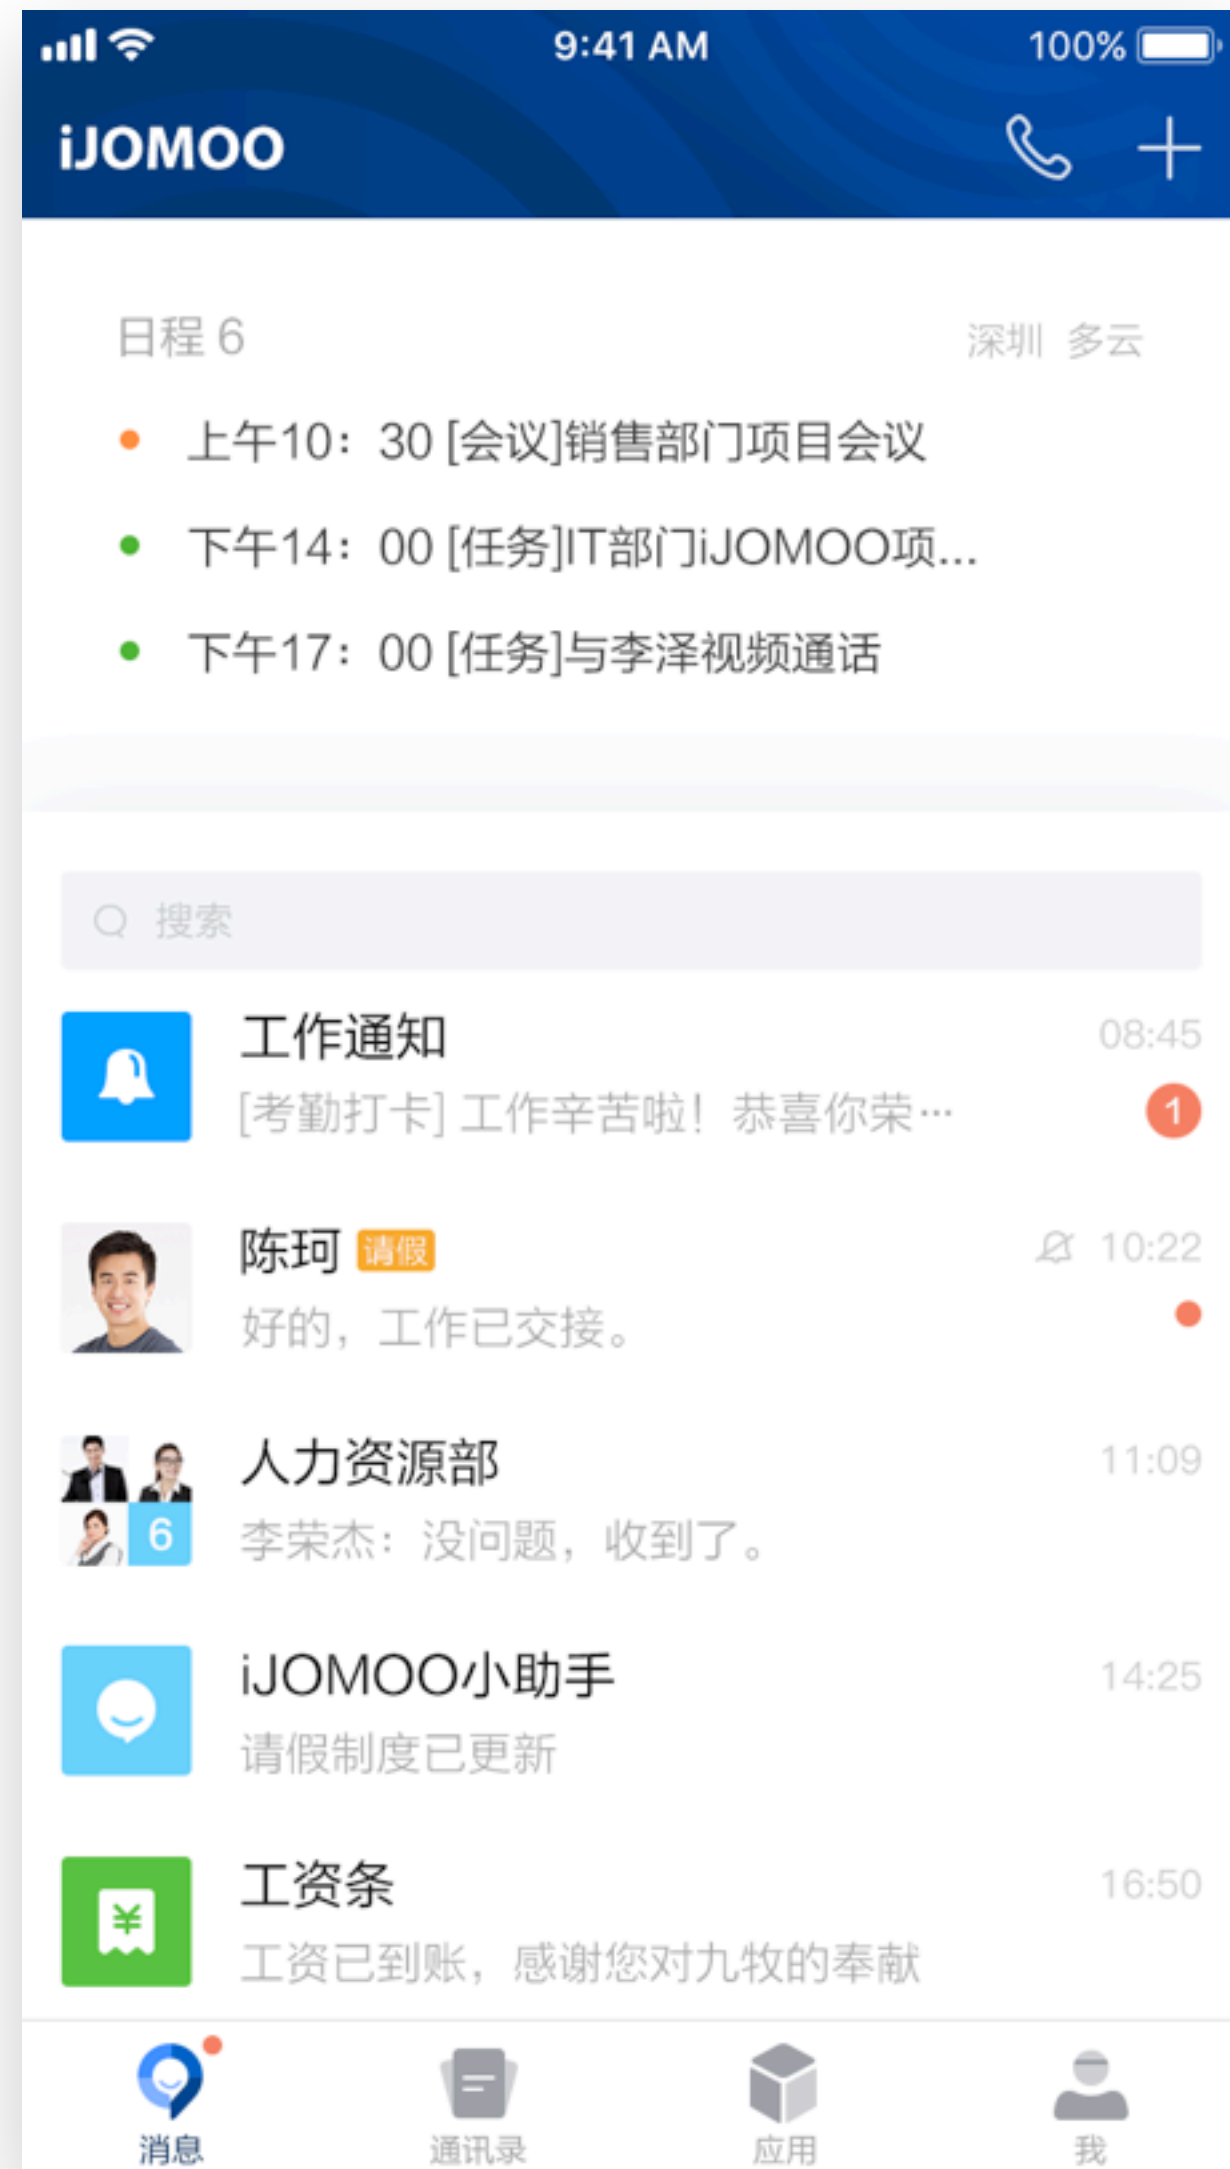 9:41 AM
100%
iJOMOO
日程 6
深圳 多云
上午10：30 [会议]销售部门项目会议
下午14：00 [任务]IT部门iJOMOO项...
下午17：00 [任务]与李泽视频通话
搜索
工作通知
08:45
[考勤打卡] 工作辛苦啦！恭喜你荣···
1
陈珂 请假
10:22
好的，工作已交接。
人力资源部
11:09
6
李荣杰：没问题，收到了。
iJOMOO小助手
14:25
请假制度已更新
工资条
16:50
¥
工资已到账，感谢您对九牧的奉献
消息
通讯录
应用
我